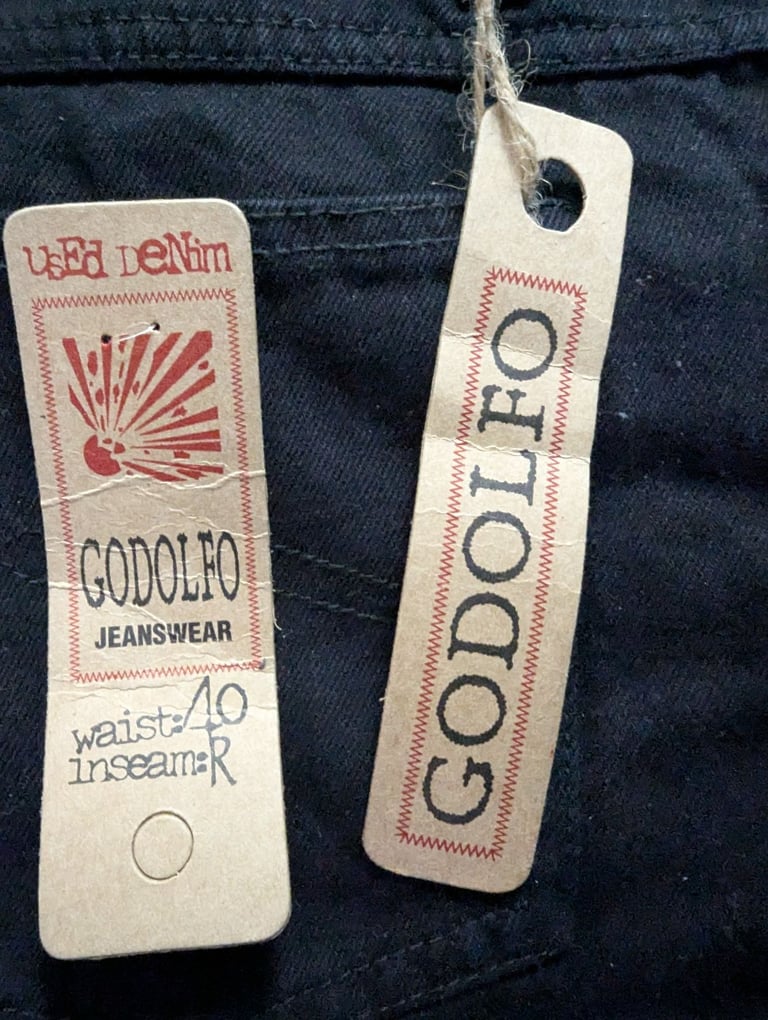 UsEd DeNim
GODOLFO
JEANSWEAR
waist:40
inseam:R
GODOLFO